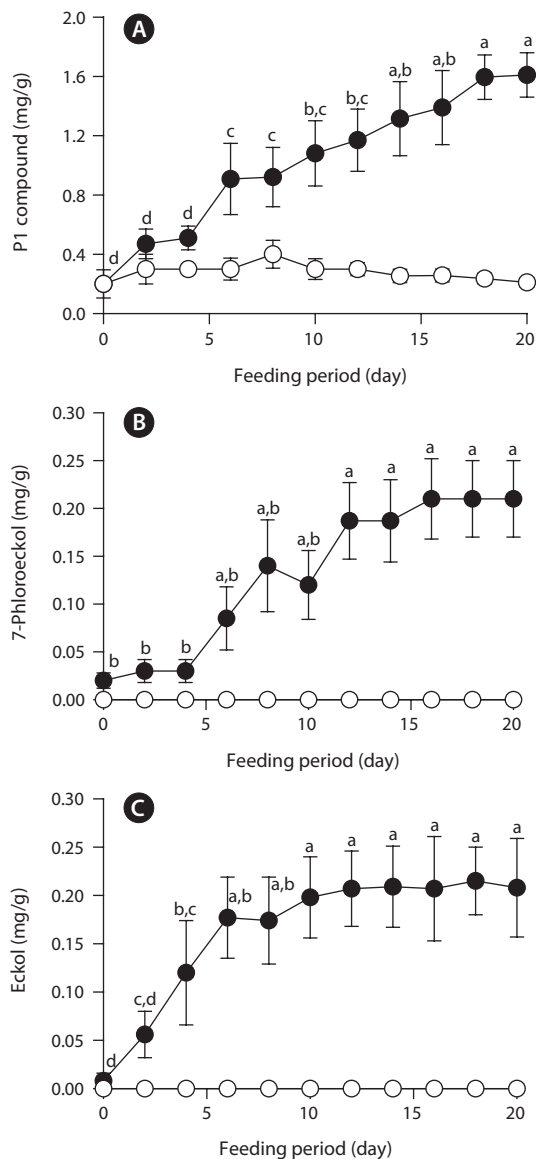 A
P1 compound (mg/g)
2.0
1.6
1.2
0.8
0.4
0.0
d
d
d
c
c
b,c
b,c
a,b
a,b
a
a
0
5
10
15
20
Feeding period (day)
B
7-Phloroeckol (mg/g)
0.30
0.25
0.20
0.15
0.10
0.05
0.00
b
b
b
a,b
a,b
a,b
a
a
a
a
a
0
5
10
15
20
Feeding period (day)
C
Eckol (mg/g)
0.30
0.25
0.20
0.15
0.10
0.05
0.00
d
c,d
b,c
a,b
a,b
a
a
a
a
a
a
0
5
10
15
20
Feeding period (day)